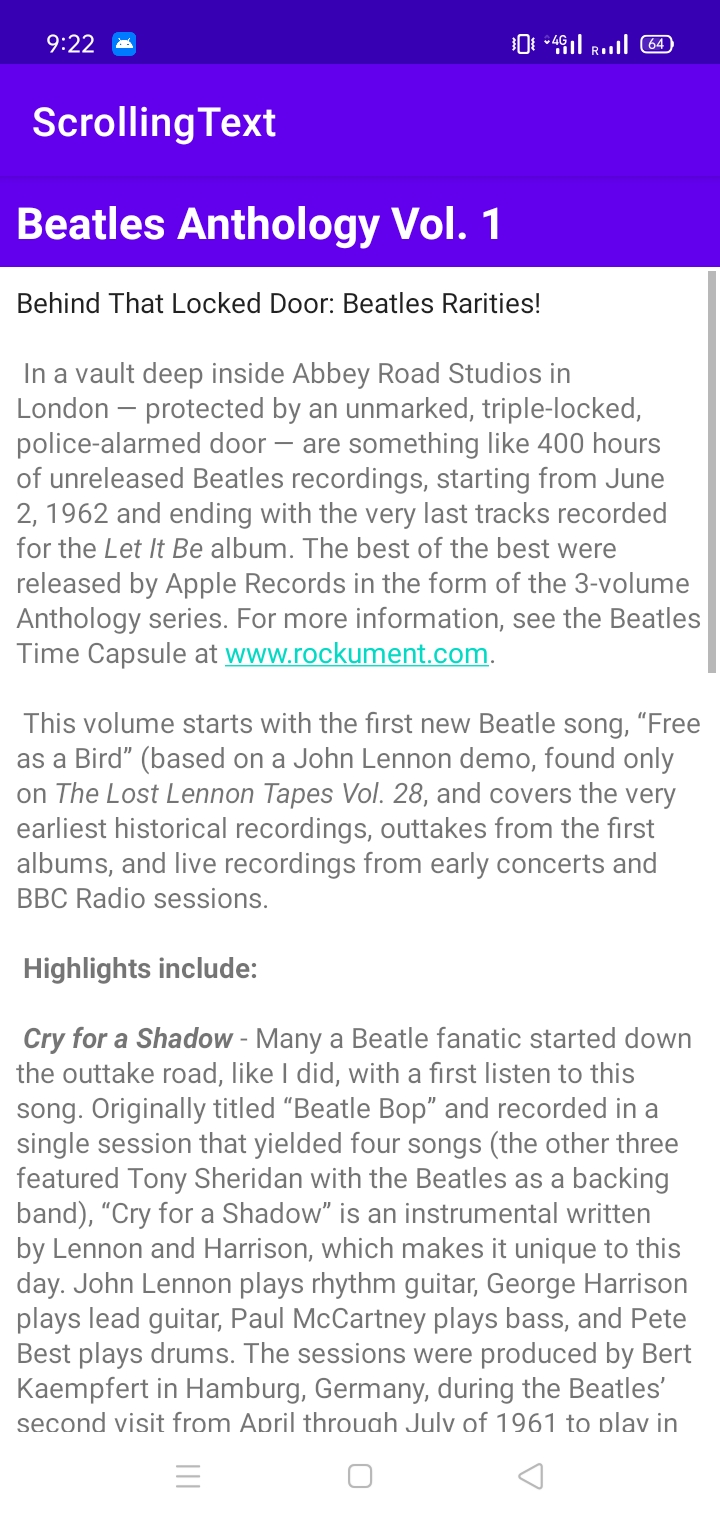 9:22
4G
R
64
ScrollingText
Beatles Anthology Vol. 1
Behind That Locked Door: Beatles Rarities!
In a vault deep inside Abbey Road Studios in
London — protected by an unmarked, triple-locked,
police-alarmed door — are something like 400 hours
of unreleased Beatles recordings, starting from June
2, 1962 and ending with the very last tracks recorded
for the Let It Be album. The best of the best were
released by Apple Records in the form of the 3-volume
Anthology series. For more information, see the Beatles
Time Capsule at www.rockument.com.
This volume starts with the first new Beatle song, “Free
as a Bird” (based on a John Lennon demo, found only
on The Lost Lennon Tapes Vol. 28, and covers the very
earliest historical recordings, outtakes from the first
albums, and live recordings from early concerts and
BBC Radio sessions.
Highlights include:
Cry for a Shadow - Many a Beatle fanatic started down
the outtake road, like I did, with a first listen to this
song. Originally titled “Beatle Bop” and recorded in a
single session that yielded four songs (the other three
featured Tony Sheridan with the Beatles as a backing
band), “Cry for a Shadow” is an instrumental written
by Lennon and Harrison, which makes it unique to this
day. John Lennon plays rhythm guitar, George Harrison
plays lead guitar, Paul McCartney plays bass, and Pete
Best plays drums. The sessions were produced by Bert
Kaempfert in Hamburg, Germany, during the Beatles’
second visit from April through July of 1961 to play in